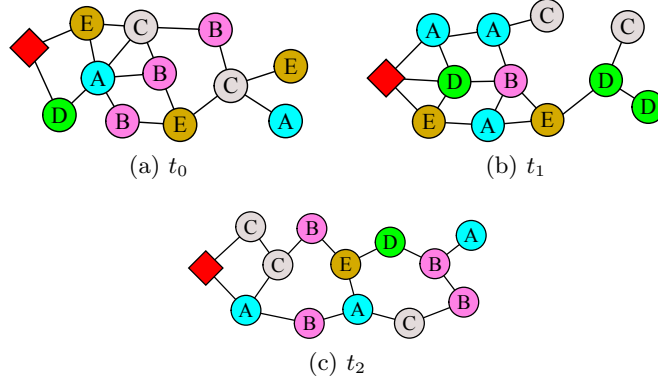 E C B
A B C E
D B E A
(a) t0
A A C C
D B D D
E A E
(b) t1
C B D A
C E B
A B A C B
(c) t2